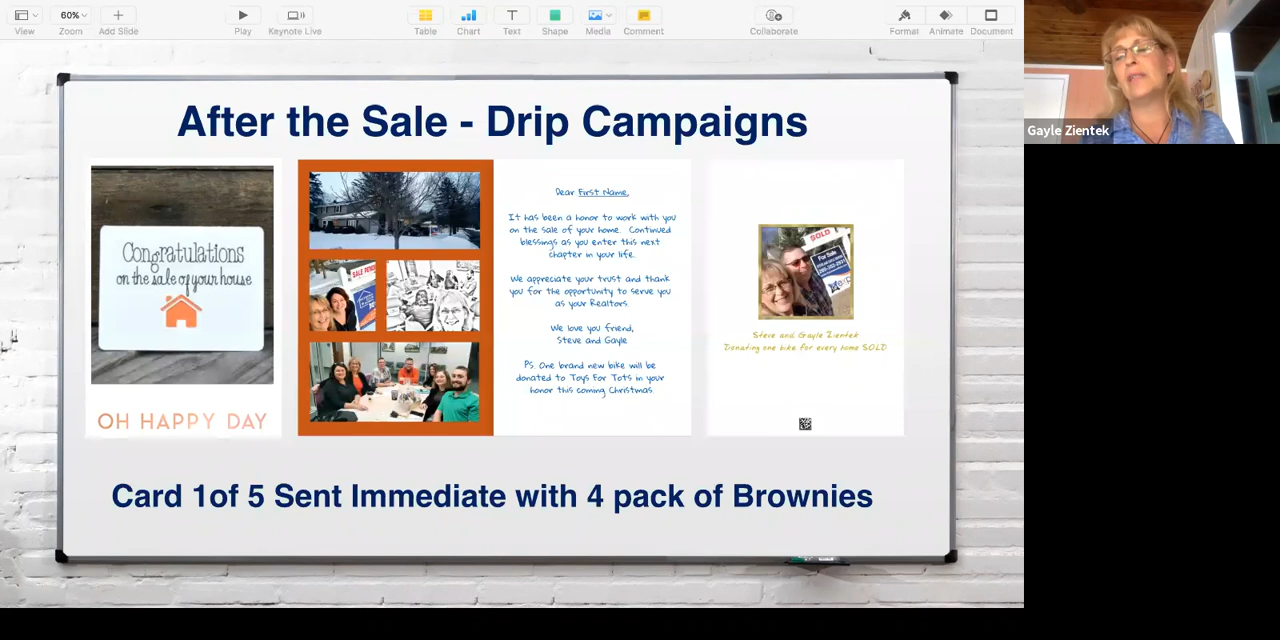 View
60%
Zoom
Add Slide
Play
Keynote Live
Table
Chart
Text
Shape
Media
Comment
Collaborate
Format
Animate
Document
Gayle Zientek
After the Sale - Drip Campaigns
Congratulations
on the sale of your house
OH HAPPY DAY
Dear First Name,
It has been a honor to work with you
on the sale of your home. Continued
blessings as you enter this next
chapter in your life.
We appreciate your trust and thank
you for the opportunity to serve you
as your Realtors
We love you friend,
Steve and Gayle
PS. One brand new bike will be
donated to Toys For Tots in your
honor this coming Christmas
SOLD
For Sale
Steve and Gayle Zientek
Donating one bike for every home SOLD
Card 1of 5 Sent Immediate with 4 pack of Brownies